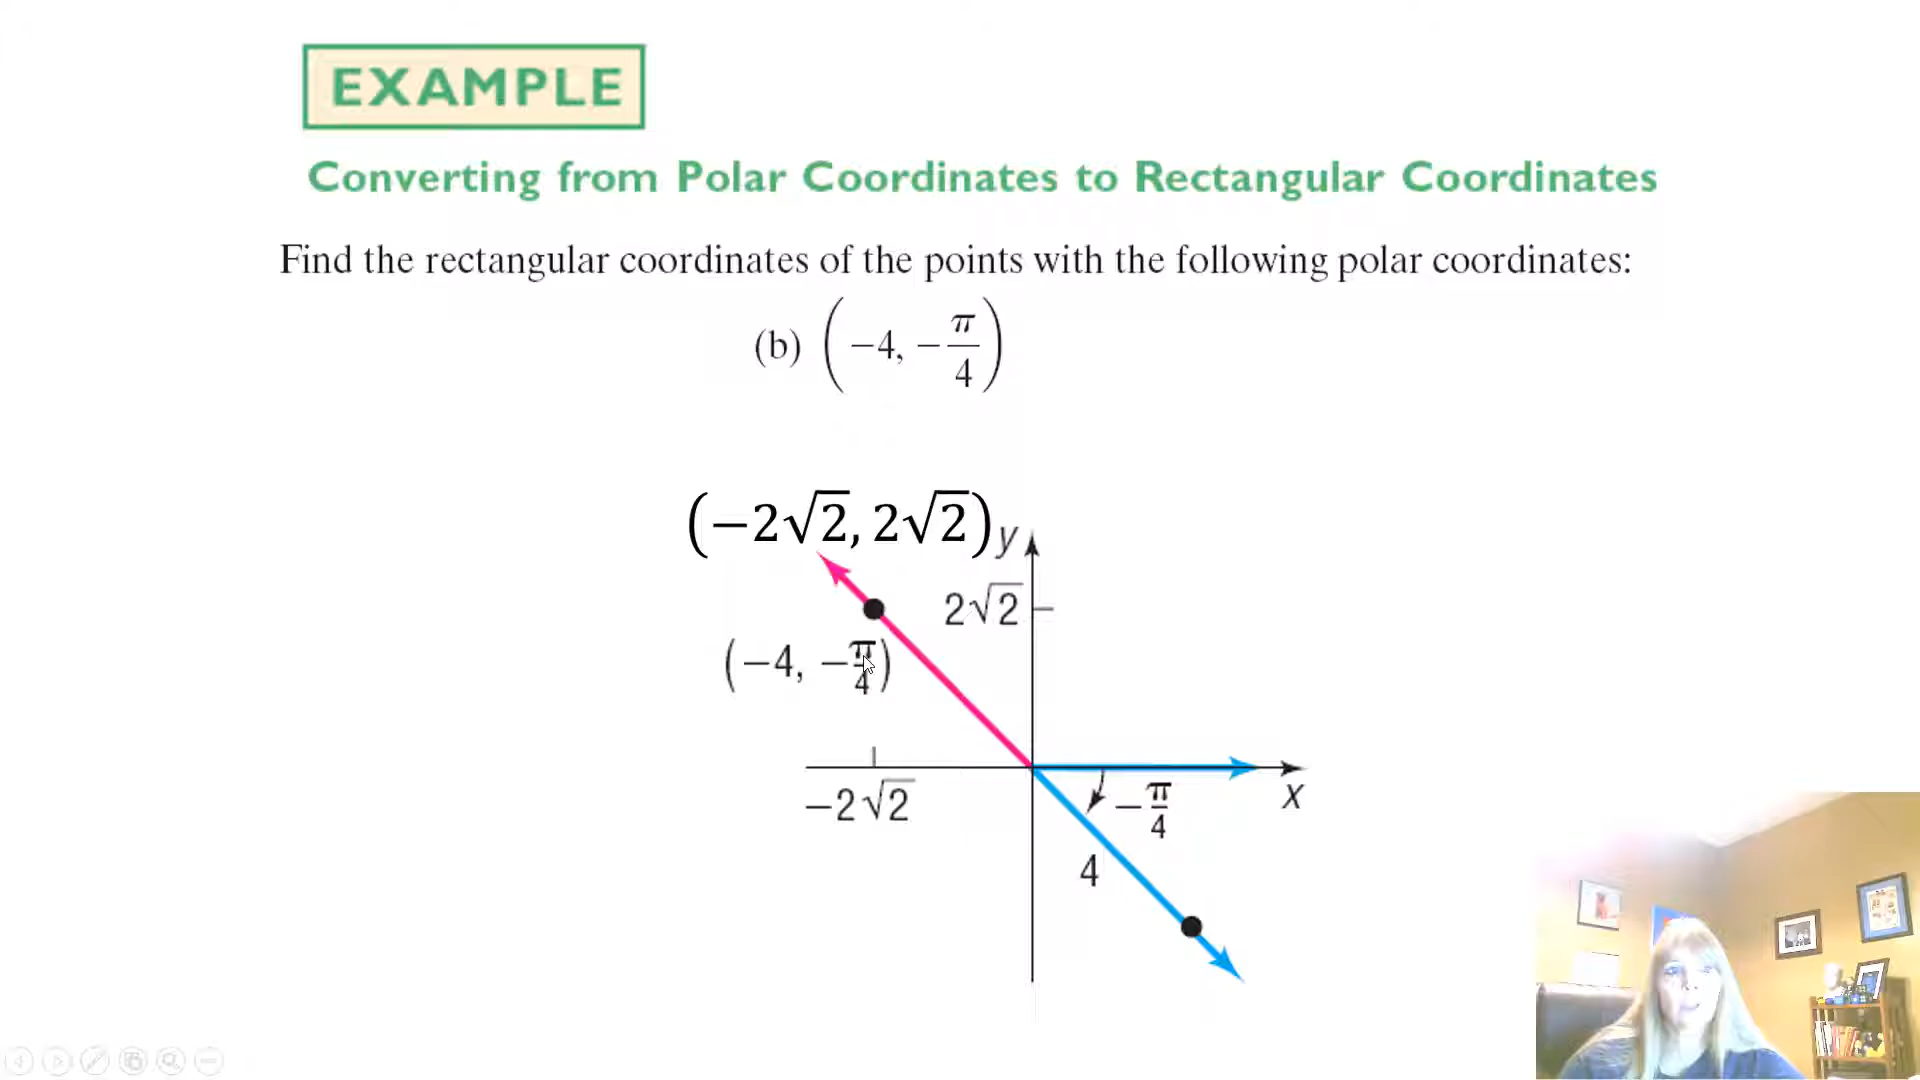 EXAMPLE
Converting from Polar Coordinates to Rectangular Coordinates
Find the rectangular coordinates of the points with the following polar coordinates:
(b) (−4, −π/4)
(−2√2, 2√2)
y
2√2
(−4, −π/4)
−2√2
−π/4
x
4